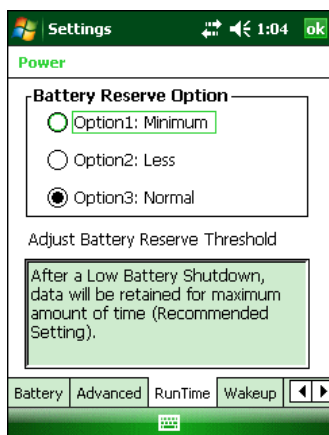 Settings 1:04 ok
Power
Battery Reserve Option
Option1: Minimum
Option2: Less
Option3: Normal
Adjust Battery Reserve Threshold
After a Low Battery Shutdown,
data will be retained for maximum
amount of time (Recommended
Setting).
Battery Advanced RunTime Wakeup